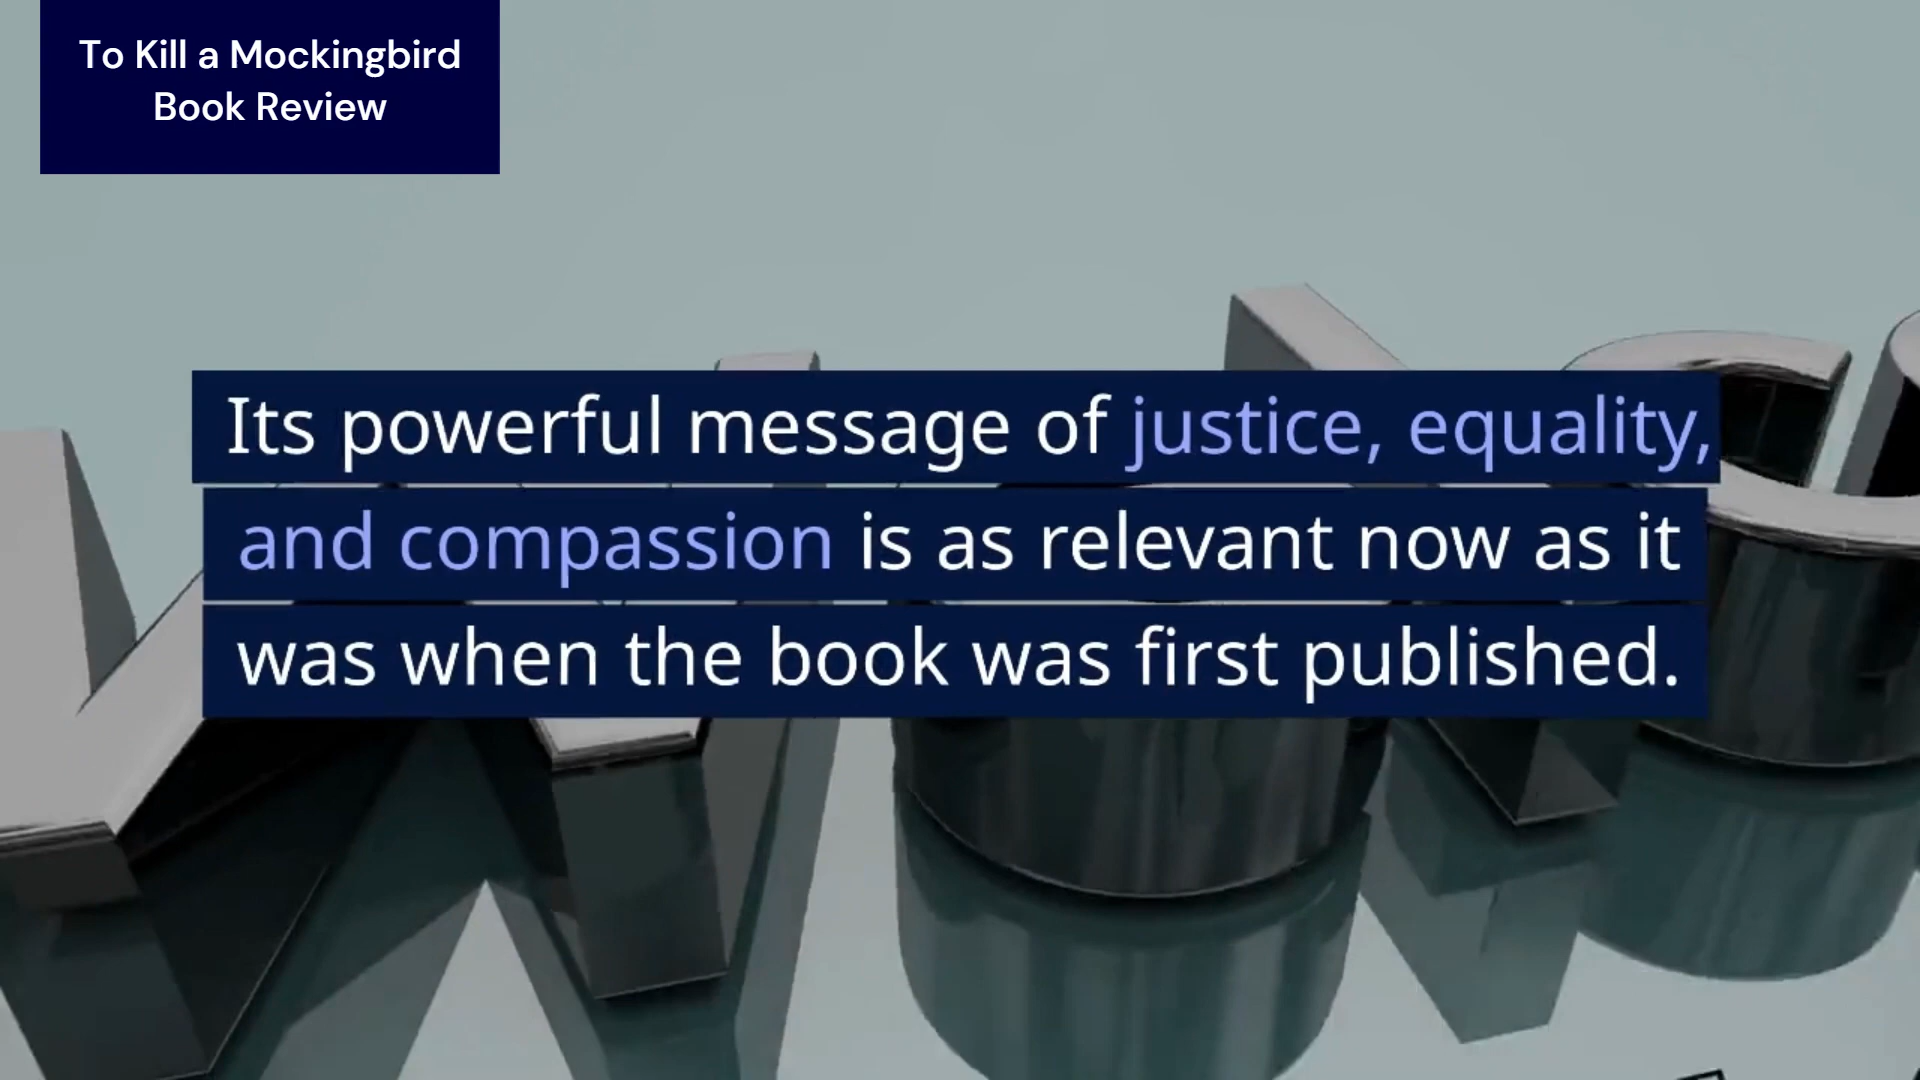 To Kill a Mockingbird
Book Review
Its powerful message of justice, equality,
and compassion is as relevant now as it
was when the book was first published.